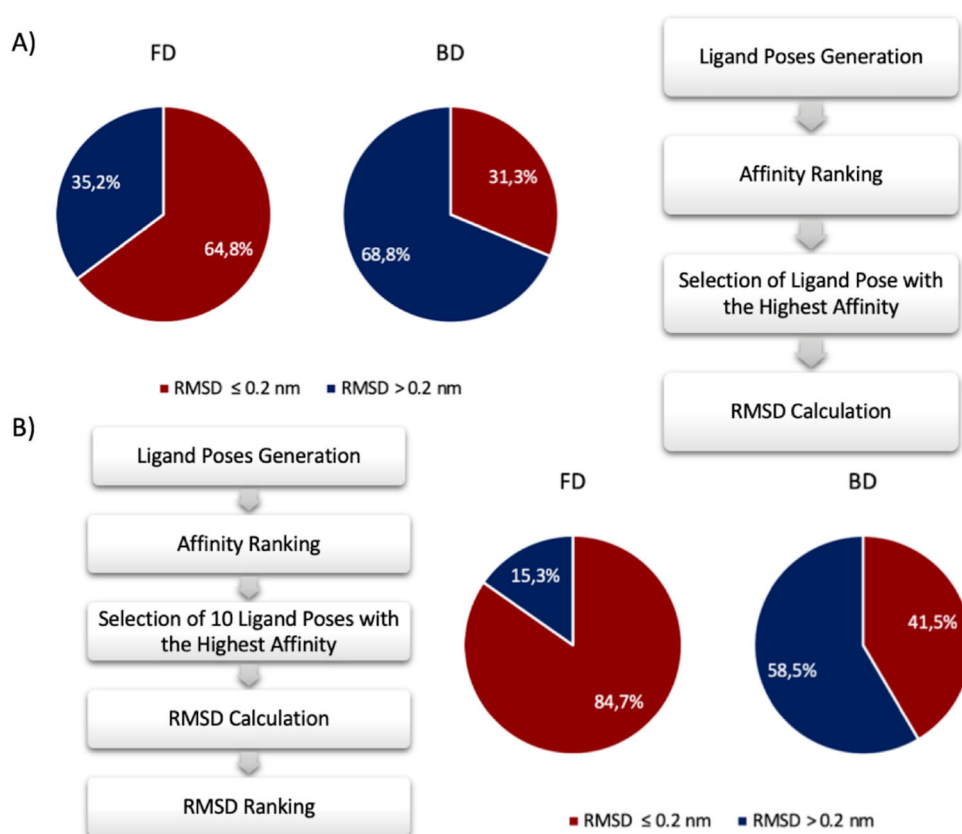 A)
FD
BD
35,2%
64,8%
31,3%
68,8%
RMSD ≤ 0.2 nm
RMSD > 0.2 nm
Ligand Poses Generation
Affinity Ranking
Selection of Ligand Pose with
the Highest Affinity
RMSD Calculation
B)
Ligand Poses Generation
Affinity Ranking
Selection of 10 Ligand Poses with
the Highest Affinity
RMSD Calculation
RMSD Ranking
FD
BD
15,3%
84,7%
41,5%
58,5%
RMSD ≤ 0.2 nm
RMSD > 0.2 nm